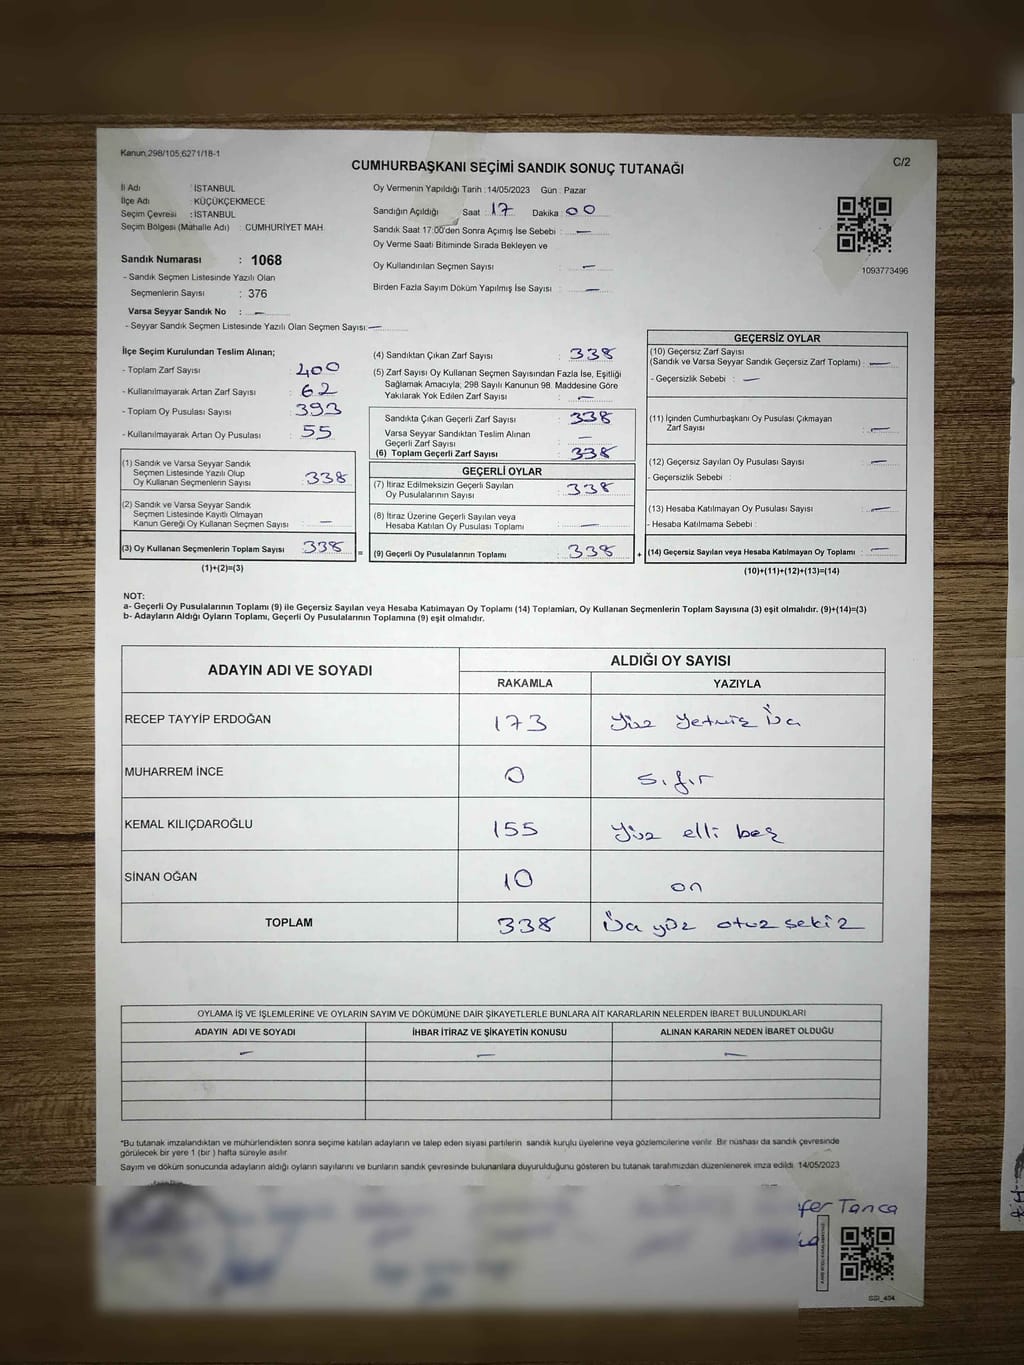 Kanun,298/105,6271/18-1
C/2
CUMHURBAŞKANI SEÇİMİ SANDIK SONUÇ TUTANAĞI
İl Adı : İSTANBUL
İlçe Adı : KÜÇÜKÇEKMECE
Seçim Çevresi : İSTANBUL
Seçim Bölgesi (Mahalle Adı) : CUMHURİYET MAH.
Sandık Numarası : 1068
- Sandık Seçmen Listesinde Yazılı Olan
Seçmenlerin Sayısı : 376
Varsa Seyyar Sandık No : —
- Seyyar Sandık Seçmen Listesinde Yazılı Olan Seçmen Sayısı: —
Oy Vermenin Yapıldığı Tarih : 14/05/2023 Gün : Pazar
Sandığın Açıldığı Saat : 17 Dakika : 00
Sandık Saat 17:00'den Sonra Açımış İse Sebebi : —
Oy Verme Saati Bitiminde Sırada Bekleyen ve
Oy Kullandırılan Seçmen Sayısı : —
Birden Fazla Sayım Döküm Yapılmış İse Sayısı : —
1093773496
İlçe Seçim Kurulundan Teslim Alınan;
- Toplam Zarf Sayısı : 400
- Kullanılmayarak Artan Zarf Sayısı : 62
- Toplam Oy Pusulası Sayısı : 393
- Kullanılmayarak Artan Oy Pusulası : 55
(1) Sandık ve Varsa Seyyar Sandık
Seçmen Listesinde Yazılı Olup
Oy Kullanan Seçmenlerin Sayısı : 338
(2) Sandık ve Varsa Seyyar Sandık
Seçmen Listesinde Kayıtlı Olmayan
Kanun Gereği Oy Kullanan Seçmen Sayısı : —
(3) Oy Kullanan Seçmenlerin Toplam Sayısı : 338 =
(1)+(2)=(3)
(4) Sandıktan Çıkan Zarf Sayısı : 338
(5) Zarf Sayısı Oy Kullanan Seçmen Sayısından Fazla İse, Eşitliği
Sağlamak Amacıyla; 298 Sayılı Kanunun 98. Maddesine Göre
Yakılarak Yok Edilen Zarf Sayısı : —
Sandıkta Çıkan Geçerli Zarf Sayısı : 338
Varsa Seyyar Sandıktan Teslim Alınan
Geçerli Zarf Sayısı : —
(6) Toplam Geçerli Zarf Sayısı : 338
GEÇERLİ OYLAR
(7) İtiraz Edilmeksizin Geçerli Sayılan
Oy Pusulalarının Sayısı : 338
(8) İtiraz Üzerine Geçerli Sayılan veya
Hesaba Katılan Oy Pusulası Toplamı : —
(9) Geçerli Oy Pusulalarının Toplamı : 338 +
GEÇERSİZ OYLAR
(10) Geçersiz Zarf Sayısı
(Sandık ve Varsa Seyyar Sandık Geçersiz Zarf Toplamı) : —
- Geçersizlik Sebebi : —
(11) İçinden Cumhurbaşkanı Oy Pusulası Çıkmayan
Zarf Sayısı : —
(12) Geçersiz Sayılan Oy Pusulası Sayısı : —
- Geçersizlik Sebebi :
(13) Hesaba Katılmayan Oy Pusulası Sayısı : —
- Hesaba Katılmama Sebebi :
(14) Geçersiz Sayılan veya Hesaba Katılmayan Oy Toplamı : —
(10)+(11)+(12)+(13)=(14)
NOT:
a- Geçerli Oy Pusulalarının Toplamı (9) ile Geçersiz Sayılan veya Hesaba Katılmayan Oy Toplamı (14) Toplamları, Oy Kullanan Seçmenlerin Toplam Sayısına (3) eşit olmalıdır. (9)+(14)=(3)
b- Adayların Aldığı Oyların Toplamı, Geçerli Oy Pusulalarının Toplamına (9) eşit olmalıdır.
ADAYIN ADI VE SOYADI ALDIĞI OY SAYISI
RAKAMLA YAZIYLA
RECEP TAYYİP ERDOĞAN 173 Yüz Yetmiş Üç
MUHARREM İNCE 0 sıfır
KEMAL KILIÇDAROĞLU 155 Yüz elli beş
SİNAN OĞAN 10 on
TOPLAM 338 Üç yüz otuz sekiz
OYLAMA İŞ VE İŞLEMLERİNE VE OYLARIN SAYIM VE DÖKÜMÜNE DAİR ŞİKAYETLERLE BUNLARA AİT KARARLARIN NELERDEN İBARET BULUNDUKLARI
ADAYIN ADI VE SOYADI İHBAR İTİRAZ VE ŞİKAYETİN KONUSU ALINAN KARARIN NEDEN İBARET OLDUĞU
— — —
*Bu tutanak imzalandıktan ve mühürlendikten sonra seçime katılan adayların ve talep eden siyasi partilerin sandık kurulu üyelerine veya gözlemcilerine verilir. Bir nüshası da sandık çevresinde
görülecek bir yere 1 (bir) hafta süreyle asılır.
Sayım ve döküm sonucunda adayların aldığı oyların sayılarını ve bunların sandık çevresinde bulunanlara duyurulduğunu gösteren bu tutanak tarafımızdan düzenlenerek imza edildi. 14/05/2023
fer Tanca
SSI_404